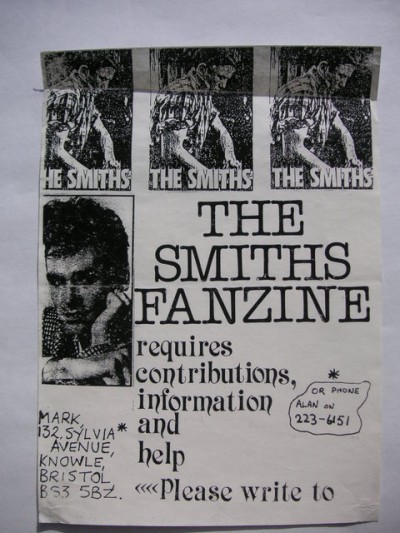 HE SMITHS
THE SMITHS
THE SMITHS
THE
SMITHS
FANZINE
requires
contributions,
information
and
help
««Please write to
MARK,
132, SYLVIA *
AVENUE,
KNOWLE,
BRISTOL
BS3 5BZ.
*
OR PHONE
ALAN ON
223-6151